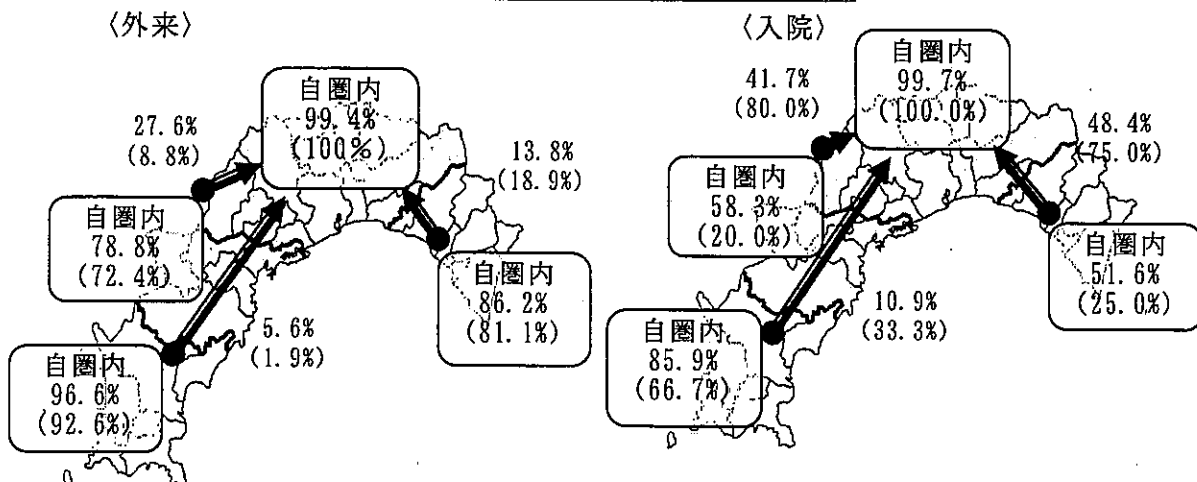 〈外来〉
自圏内
99.4%
(100%)
27.6%
(8.8%)
13.8%
(18.9%)
自圏内
78.8%
(72.4%)
自圏内
86.2%
(81.1%)
5.6%
(1.9%)
自圏内
96.6%
(92.6%)
〈入院〉
自圏内
99.7%
(100.0%)
41.7%
(80.0%)
48.4%
(75.0%)
自圏内
58.3%
(20.0%)
自圏内
51.6%
(25.0%)
10.9%
(33.3%)
自圏内
85.9%
(66.7%)